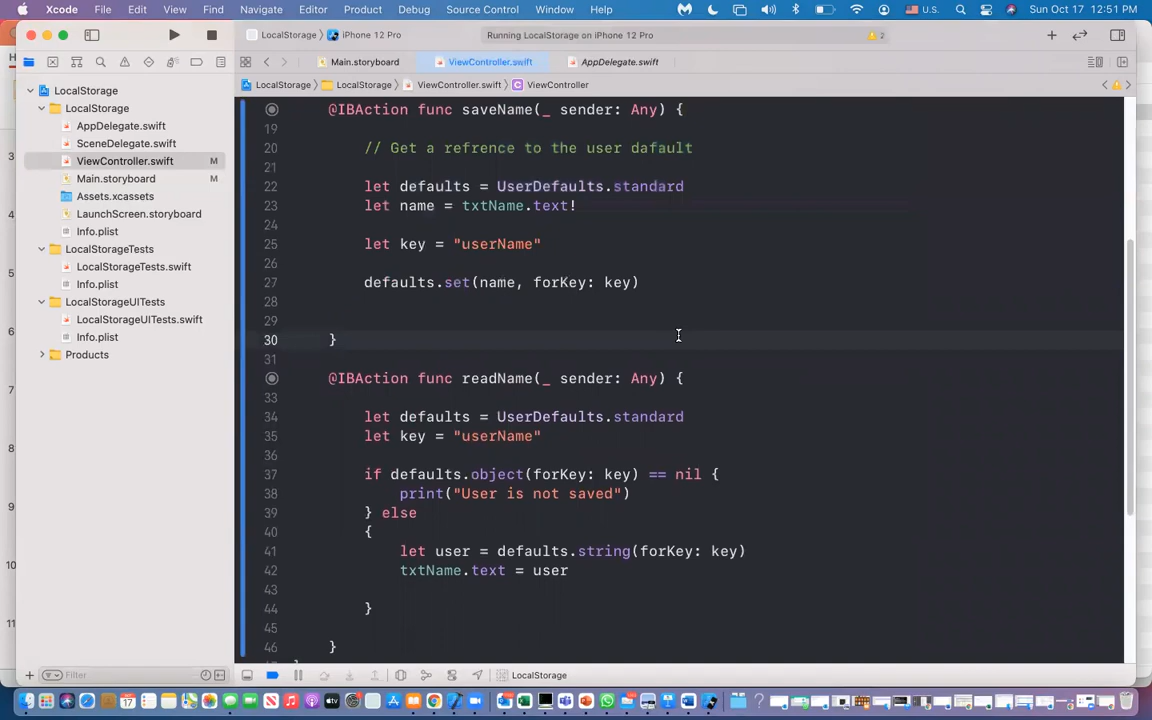 Xcode File Edit View Find Navigate Editor Product Debug Source Control Window Help U.S. Sun Oct 17 12:51 PM
LocalStorage iPhone 12 Pro Running LocalStorage on iPhone 12 Pro 2
Main.storyboard ViewController.swift AppDelegate.swift
LocalStorage LocalStorage ViewController.swift C ViewController
LocalStorage
LocalStorage
AppDelegate.swift
SceneDelegate.swift
ViewController.swift M
Main.storyboard M
Assets.xcassets
LaunchScreen.storyboard
Info.plist
LocalStorageTests
LocalStorageTests.swift
Info.plist
LocalStorageUITests
LocalStorageUITests.swift
Info.plist
Products
Filter
@IBAction func saveName(_ sender: Any) {
19
20 // Get a refrence to the user dafault
21
22 let defaults = UserDefaults.standard
23 let name = txtName.text!
24
25 let key = "userName"
26
27 defaults.set(name, forKey: key)
28
29
30 }
31
@IBAction func readName(_ sender: Any) {
33
34 let defaults = UserDefaults.standard
35 let key = "userName"
36
37 if defaults.object(forKey: key) == nil {
38 print("User is not saved")
39 } else
40 {
41 let user = defaults.string(forKey: key)
42 txtName.text = user
43
44 }
45
46 }
LocalStorage